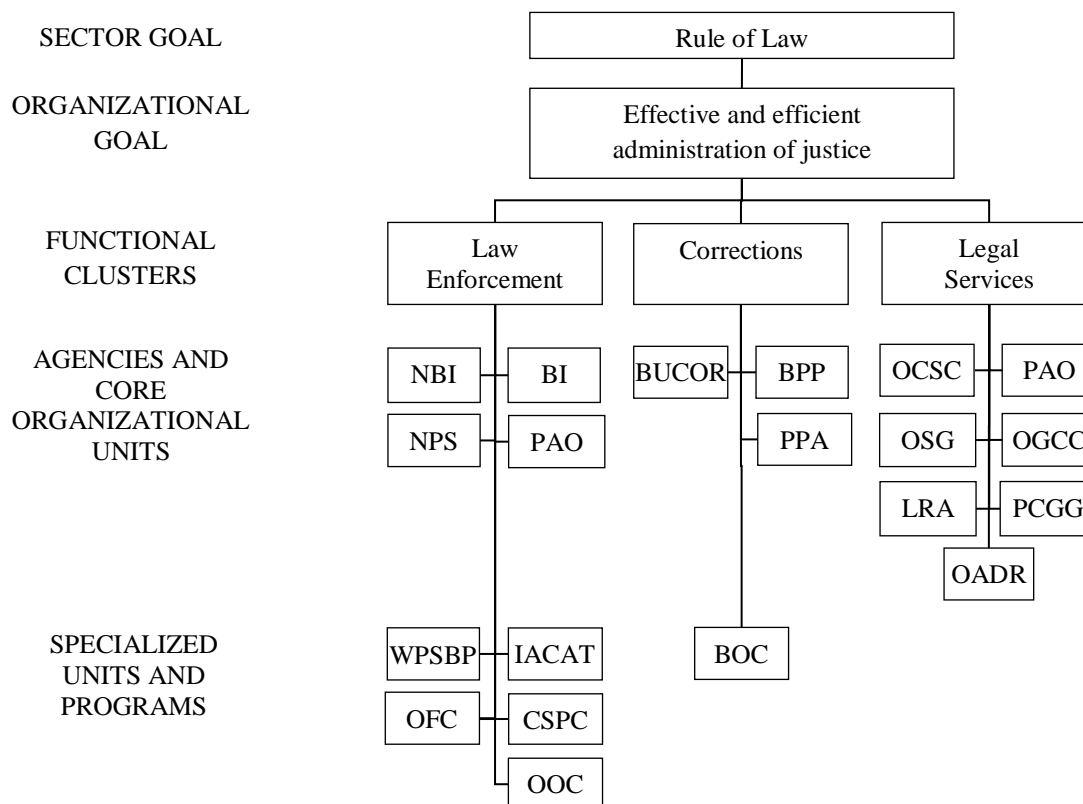 SECTOR GOAL
Rule of Law
ORGANIZATIONAL
GOAL
Effective and efficient
administration of justice
FUNCTIONAL
CLUSTERS
Law
Enforcement
Corrections
Legal
Services
AGENCIES AND
CORE
ORGANIZATIONAL
UNITS
NBI
BI
NPS
PAO
BUCOR
BPP
PPA
OCSC
PAO
OSG
OGCC
LRA
PCGG
OADR
SPECIALIZED
UNITS AND
PROGRAMS
WPSBP
IACAT
OFC
CSPC
OOC
BOC